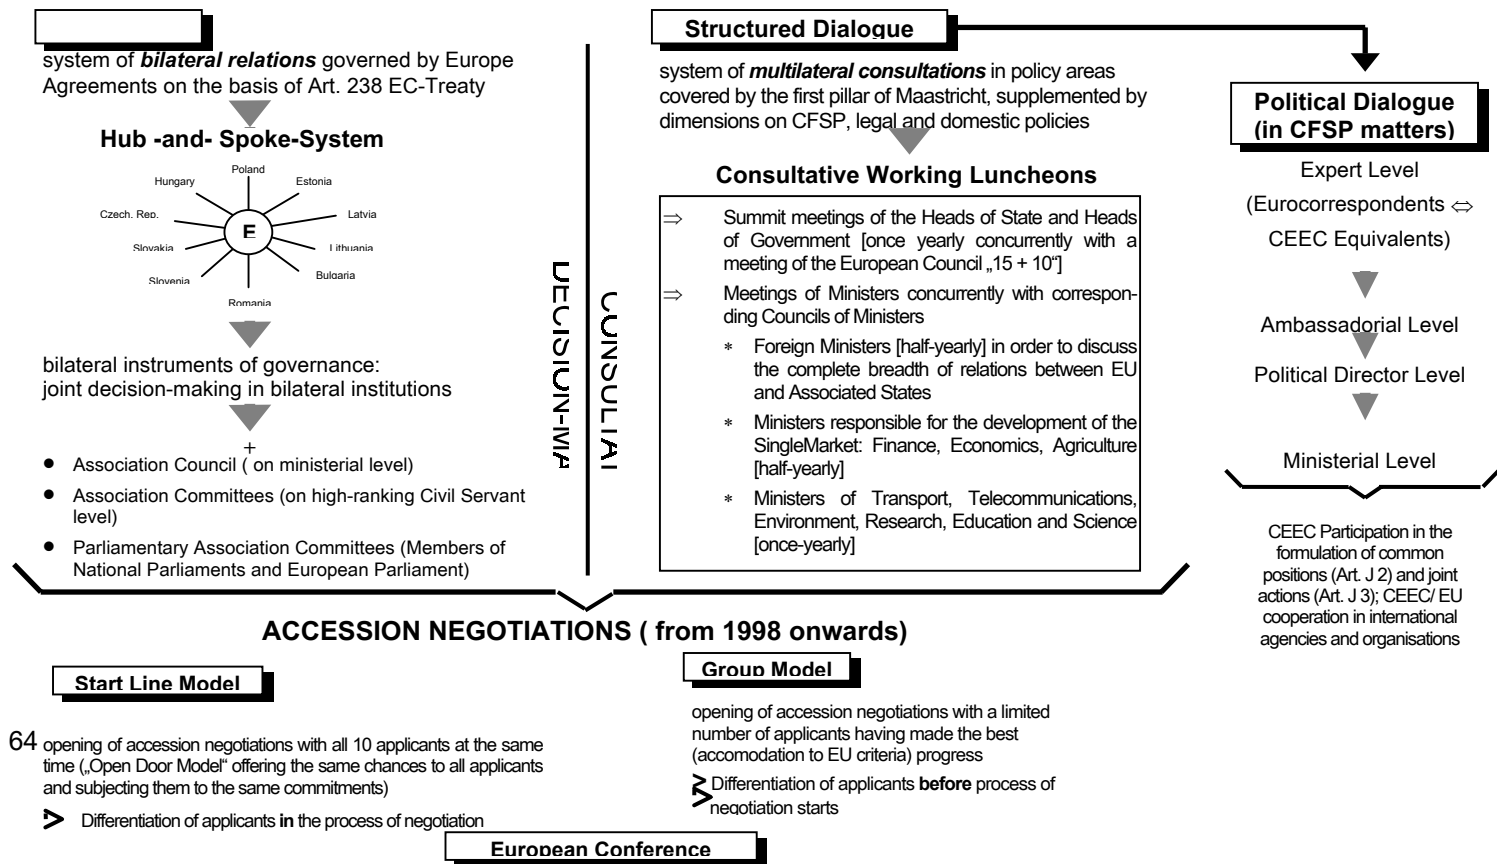 system of bilateral relations governed by Europe
Agreements on the basis of Art. 238 EC-Treaty
Hub -and- Spoke-System
Poland
Hungary
Estonia
Czech. Rep.
Latvia
E
Slovakia
Lithuania
Slovenia
Bulgaria
Romania
bilateral instruments of governance:
joint decision-making in bilateral institutions
+
• Association Council ( on ministerial level)
• Association Committees (on high-ranking Civil Servant
level)
• Parliamentary Association Committees (Members of
National Parliaments and European Parliament)
DECISION-MA
CONSULTAT
Structured Dialogue
system of multilateral consultations in policy areas
covered by the first pillar of Maastricht, supplemented by
dimensions on CFSP, legal and domestic policies
Consultative Working Luncheons
⇒ Summit meetings of the Heads of State and Heads
of Government [once yearly concurrently with a
meeting of the European Council „15 + 10“]
⇒ Meetings of Ministers concurrently with correspon-
ding Councils of Ministers
* Foreign Ministers [half-yearly] in order to discuss
the complete breadth of relations between EU
and Associated States
* Ministers responsible for the development of the
SingleMarket: Finance, Economics, Agriculture
[half-yearly]
* Ministers of Transport, Telecommunications,
Environment, Research, Education and Science
[once-yearly]
Political Dialogue
(in CFSP matters)
Expert Level
(Eurocorrespondents ⇔
CEEC Equivalents)
Ambassadorial Level
Political Director Level
Ministerial Level
CEEC Participation in the
formulation of common
positions (Art. J 2) and joint
actions (Art. J 3); CEEC/ EU
cooperation in international
agencies and organisations
ACCESSION NEGOTIATIONS ( from 1998 onwards)
Start Line Model
64
opening of accession negotiations with all 10 applicants at the same
time („Open Door Model“ offering the same chances to all applicants
and subjecting them to the same commitments)
> Differentiation of applicants in the process of negotiation
Group Model
opening of accession negotiations with a limited
number of applicants having made the best
(accomodation to EU criteria) progress
> Differentiation of applicants before process of
negotiation starts
European Conference